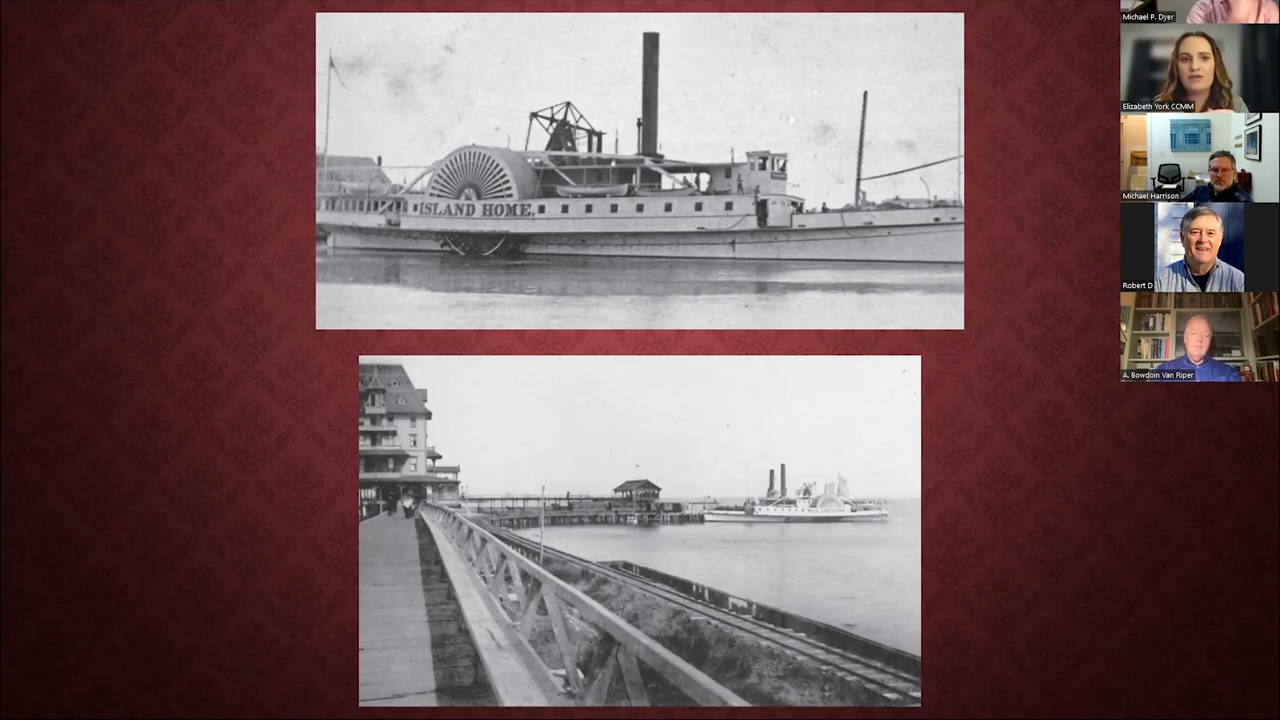 ISLAND HOME.
Michael P. Dyer
Elizabeth York CCMM
Michael Harrison
Robert D
A. Bowdoin Van Riper